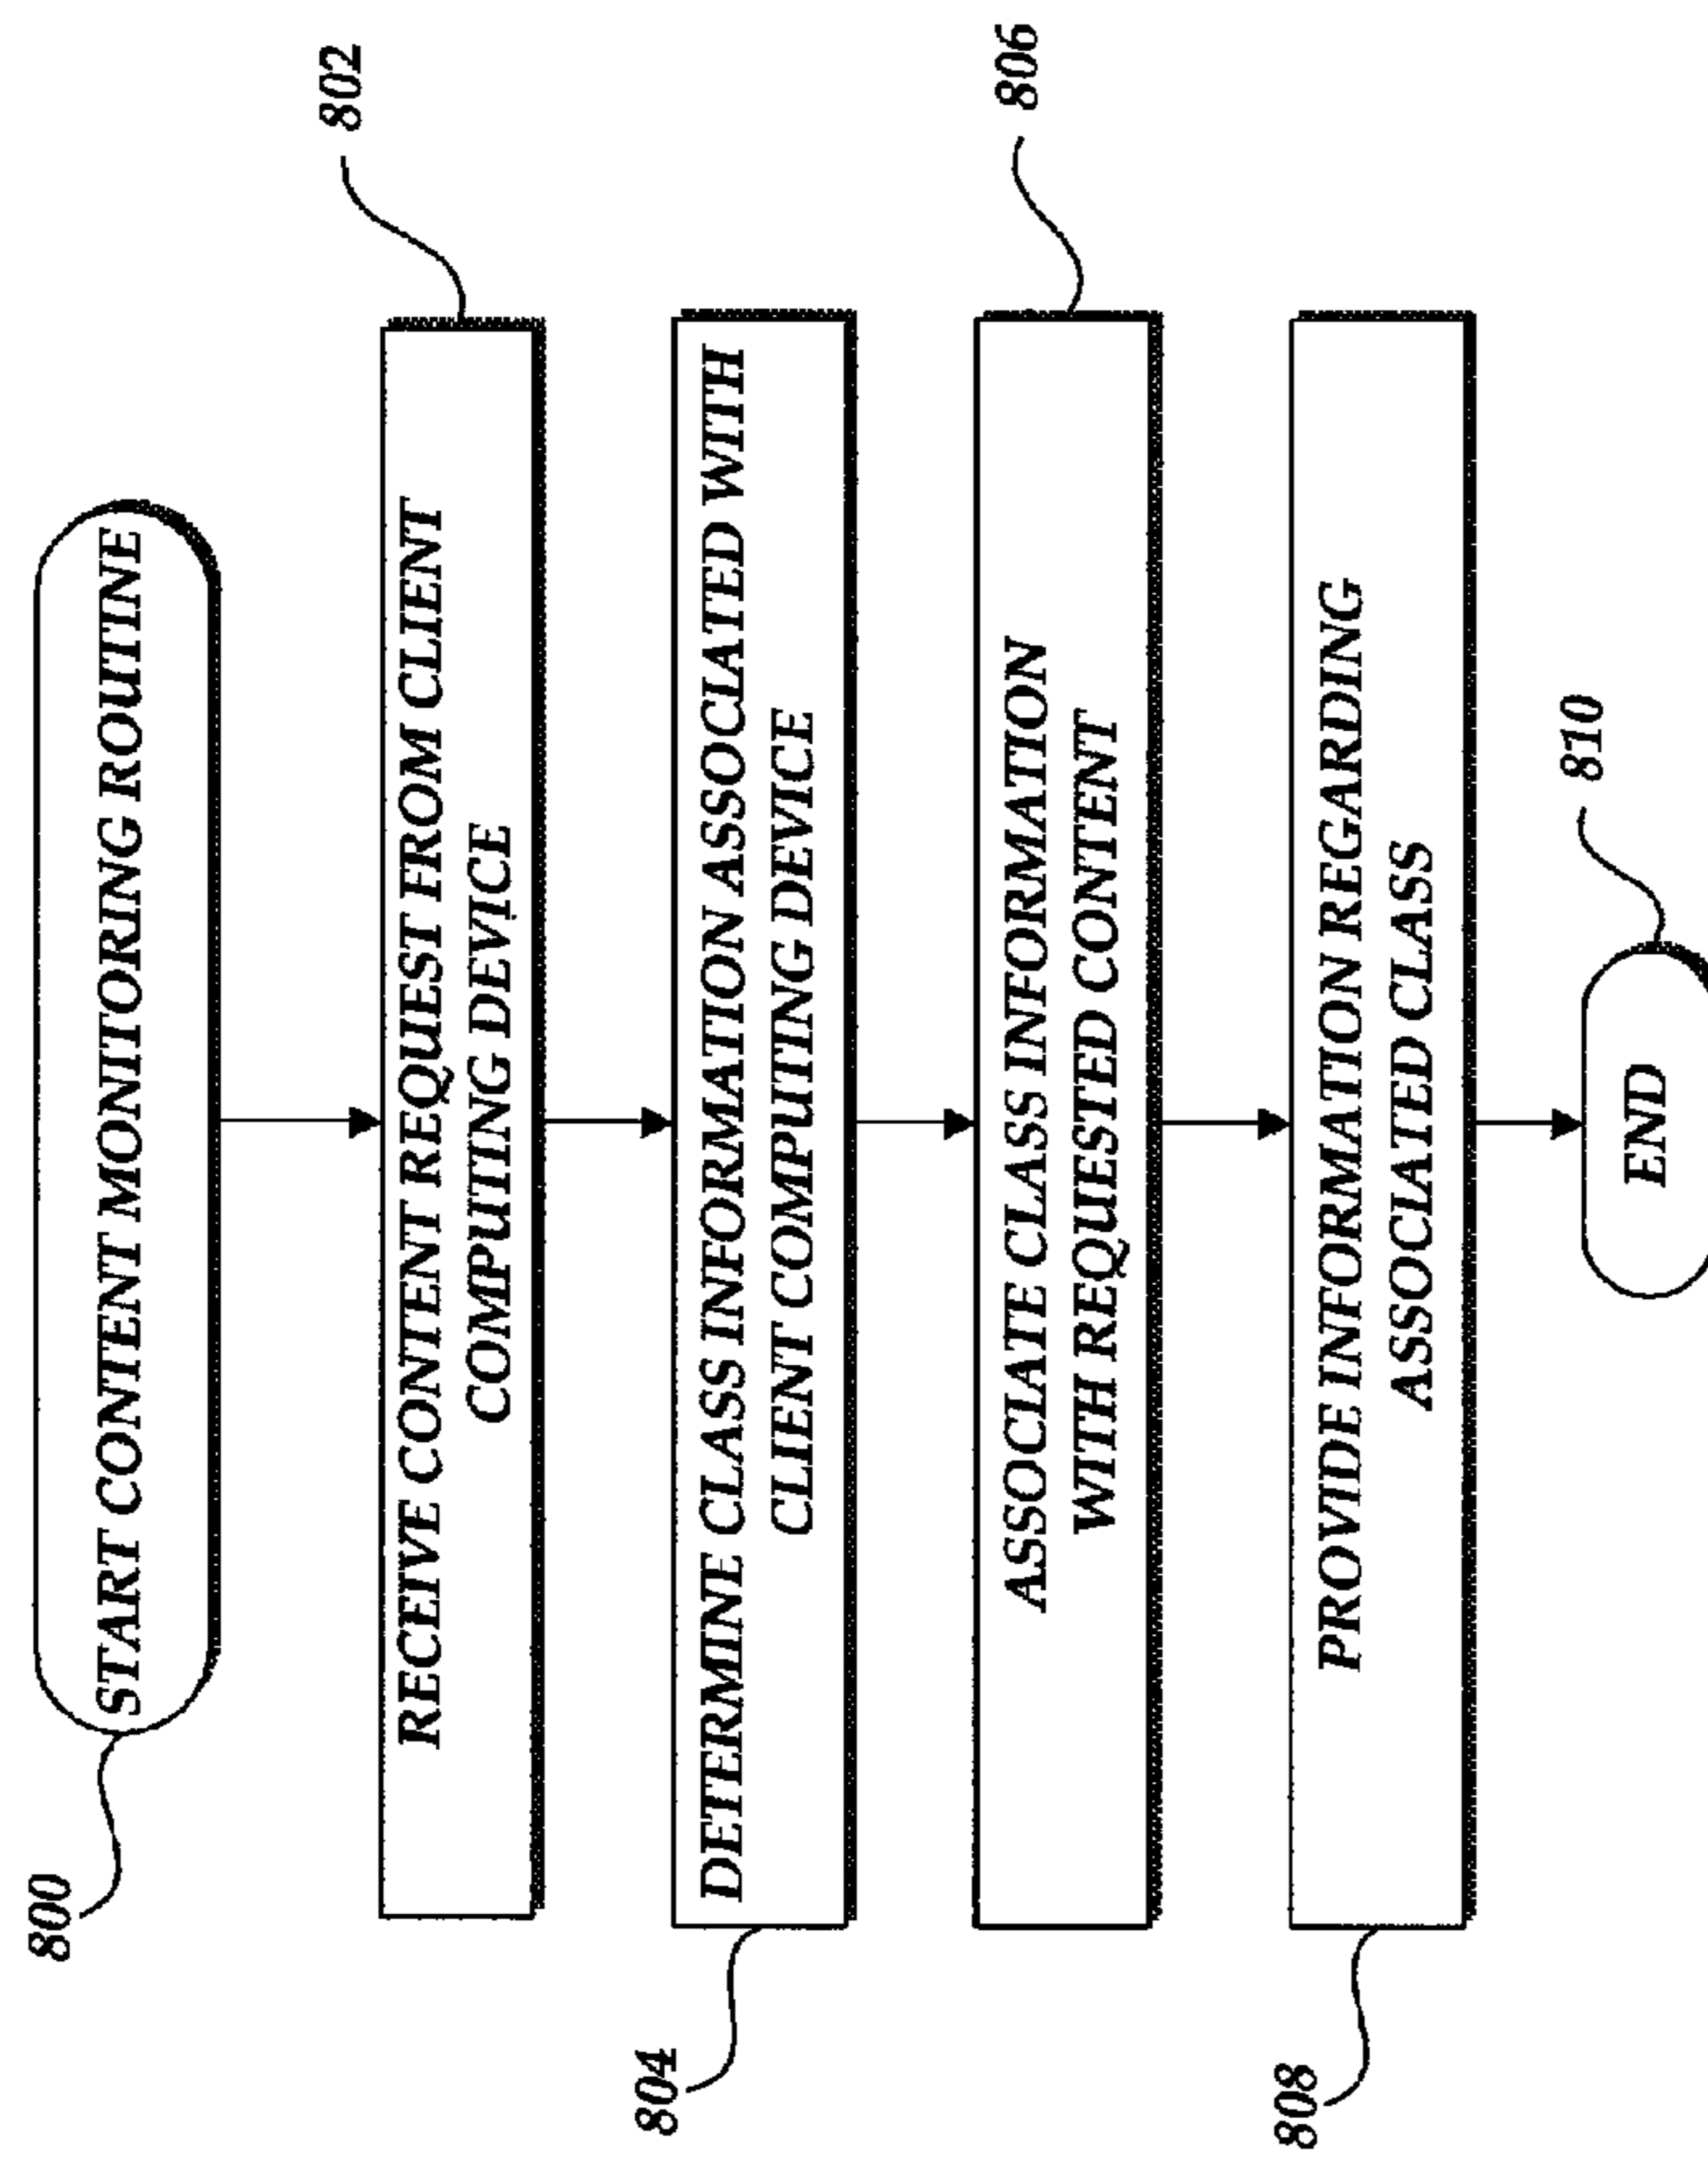 800
START CONTENT MONITORING ROUTINE
802
RECEIVE CONTENT REQUEST FROM CLIENT
COMPUTING DEVICE
804
DETERMINE CLASS INFORMATION ASSOCIATED WITH
CLIENT COMPUTING DEVICE
806
ASSOCIATE CLASS INFORMATION
WITH REQUESTED CONTENT
808
PROVIDE INFORMATION REGARDING
ASSOCIATED CLASS
810
END